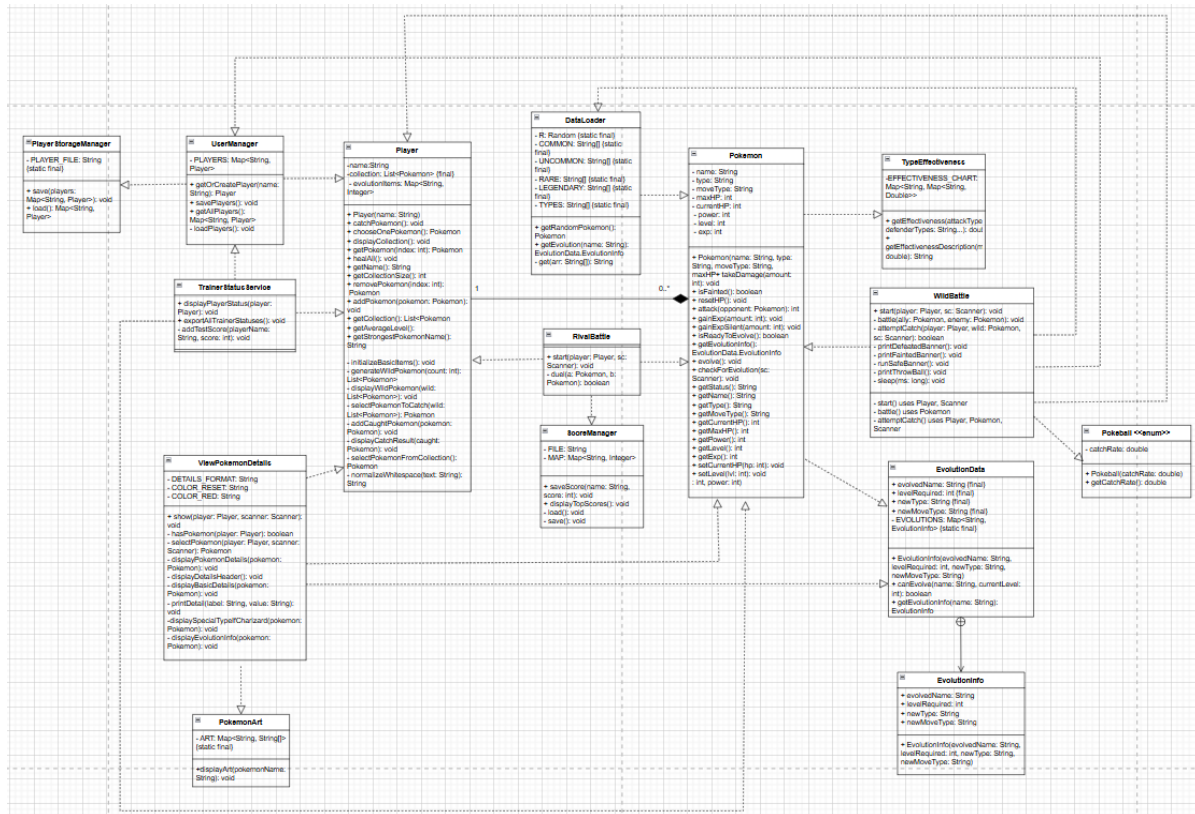 PlayerStorageManager
- PLAYER_FILE: String
{static final}
+ save(players:
Map<String, Player>): void
+ load(): Map<String,
Player>
UserManager
- PLAYERS: Map<String,
Player>
+ getOrCreatePlayer(name:
String): Player
+ savePlayers(): void
+ getAllPlayers():
Map<String, Player>
- loadPlayers(): void
TrainerStatusService
+ displayPlayerStatus(player:
Player): void
+ exportAllTrainerStatuses(): void
- addTestScore(playerName:
String, score: int): void
Player
-name:String
-collection: List<Pokemon> {final}
- evolutionItems: Map<String,
Integer>
+ Player(name: String)
+ catchPokemon(): void
+ chooseOnePokemon(): Pokemon
+ displayCollection(): void
+ getPokemon(index: int): Pokemon
+ healAll(): void
+ getName(): String
+ getCollectionSize(): int
+ removePokemon(index: int):
Pokemon
+ addPokemon(pokemon: Pokemon):
void
+ getCollection(): List<Pokemon
+ getAverageLevel():
+ getStrongestPokemonName():
String
- initializeBasicItems(): void
- generateWildPokemon(count: int):
List<Pokemon>
- displayWildPokemon(wild:
List<Pokemon>): void
- selectPokemonToCatch(wild:
List<Pokemon>): Pokemon
- addCaughtPokemon(pokemon:
Pokemon): void
- displayCatchResult(caught:
Pokemon): void
- selectPokemonFromCollection():
Pokemon
- normalizeWhitespace(text: String):
String
1
0..*
DataLoader
- R: Random {static final}
- COMMON: String[] {static
final}
- UNCOMMON: String[] {static
final}
- RARE: String[] {static final}
- LEGENDARY: String[] {static
final}
- TYPES: String[] {static final}
+ getRandomPokemon():
Pokemon
+ getEvolution(name: String):
EvolutionData.EvolutionInfo
- get(arr: String[]): String
RivalBattle
+ start(player: Player, sc:
Scanner): void
- duel(a: Pokemon, b:
Pokemon): boolean
ScoreManager
- FILE: String
- MAP: Map<String, Integer>
+ saveScore(name: String,
score: int): void
+ displayTopScores(): void
- load(): void
- save(): void
Pokemon
- name: String
- type: String
- moveType: String
- maxHP: int
- currentHP: int
- power: int
- level: int
- exp: int
+ Pokemon(name: String, type:
String, moveType: String,
maxHP+ takeDamage(amount:
int): void
+ isFainted(): boolean
+ resetHP(): void
+ attack(opponent: Pokemon): int
+ gainExp(amount: int): void
+ gainExpSilent(amount: int): void
+ isReadyToEvolve(): boolean
+ getEvolutionInfo():
EvolutionData.EvolutionInfo
+ evolve(): void
+ checkForEvolution(sc:
Scanner): void
+ getStatus(): String
+ getName(): String
+ getType(): String
+ getMoveType(): String
+ getCurrentHP(): int
+ getMaxHP(): int
+ getPower(): int
+ getLevel(): int
+ getExp(): int
+ setCurrentHP(hp: int): void
+ setLevel(lvl: int): void
: int, power: int)
TypeEffectiveness
-EFFECTIVENESS_CHART:
Map<String, Map<String,
Double>>
+ getEffectiveness(attackType
defenderTypes: String...): doul
+
getEffectivenessDescription(m
double): String
WildBattle
+ start(player: Player, sc: Scanner): void
- battle(ally: Pokemon, enemy: Pokemon): void
- attemptCatch(player: Player, wild: Pokemon,
sc: Scanner): boolean
- printDefeatedBanner(): void
- printFaintedBanner(): void
- runSafeBanner(): void
- printThrowBall(): void
- sleep(ms: long): void
- start() uses Player, Scanner
- battle() uses Pokemon
- attemptCatch() uses Player, Pokemon,
Scanner
Pokeball <<enum>>
- catchRate: double
+ Pokeball(catchRate: double)
+ getCatchRate(): double
EvolutionData
+ evolvedName: String {final}
+ levelRequired: int {final}
+ newType: String {final}
+ newMoveType: String {final}
- EVOLUTIONS: Map<String,
EvolutionInfo> {static final}
+ EvolutionInfo(evolvedName: String,
levelRequired: int, newType: String,
newMoveType: String)
+ canEvolve(name: String, currentLevel:
int): boolean
+ getEvolutionInfo(name: String):
EvolutionInfo
EvolutionInfo
+ evolvedName: String
+ levelRequired: int
+ newType: String
+ newMoveType: String
+ EvolutionInfo(evolvedName: String,
levelRequired: int, newType: String,
newMoveType: String)
ViewPokemonDetails
- DETAILS_FORMAT: String
- COLOR_RESET: String
- COLOR_RED: String
+ show(player: Player, scanner: Scanner):
void
- hasPokemon(player: Player): boolean
- selectPokemon(player: Player, scanner:
Scanner): Pokemon
- displayPokemonDetails(pokemon:
Pokemon): void
- displayDetailsHeader(): void
- displayBasicDetails(pokemon:
Pokemon): void
- printDetail(label: String, value: String):
void
-displaySpecialTypeIfCharizard(pokemon:
Pokemon): void
- displayEvolutionInfo(pokemon:
Pokemon): void
PokemonArt
- ART: Map<String, String[]>
{static final}
+displayArt(pokemonName:
String): void